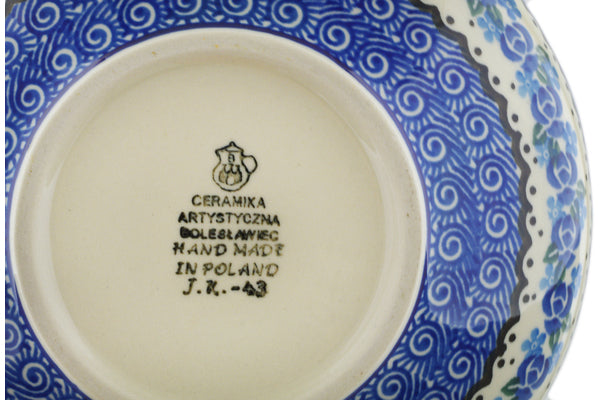 CERAMIKA
ARTYSTYCZNA
BOLESŁAWIEC
HAND MADE
IN POLAND
J.K.-43